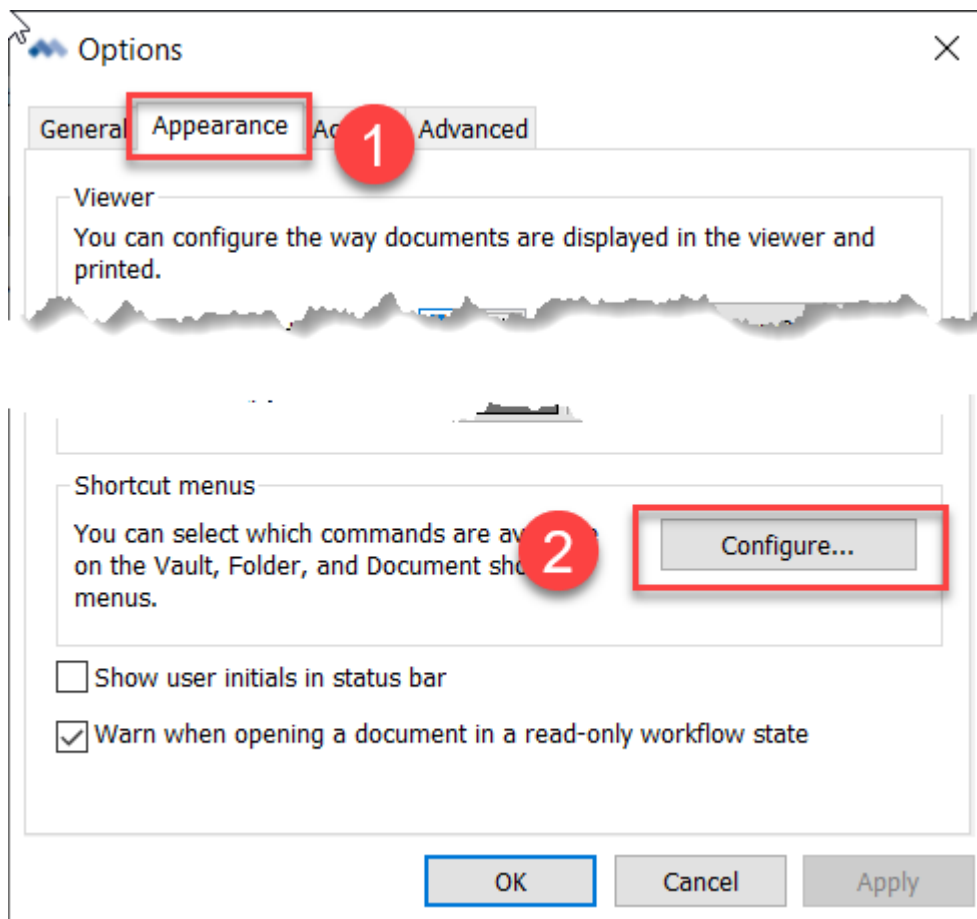 Options
General Appearance Advanced
1
Viewer
You can configure the way documents are displayed in the viewer and
printed.
Shortcut menus
You can select which commands are
on the Vault, Folder, and Document
menus.
2
Configure...
Show user initials in status bar
Warn when opening a document in a read-only workflow state
OK Cancel Apply